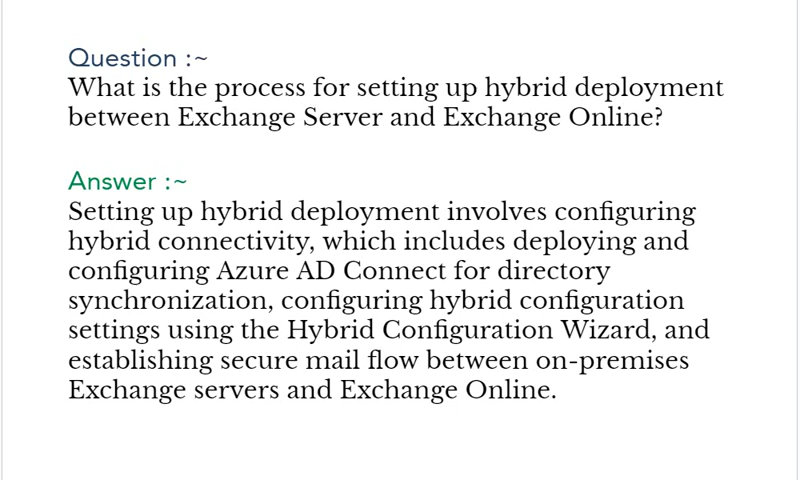 Question :~
What is the process for setting up hybrid deployment
between Exchange Server and Exchange Online?
Answer :~
Setting up hybrid deployment involves configuring
hybrid connectivity, which includes deploying and
configuring Azure AD Connect for directory
synchronization, configuring hybrid configuration
settings using the Hybrid Configuration Wizard, and
establishing secure mail flow between on-premises
Exchange servers and Exchange Online.